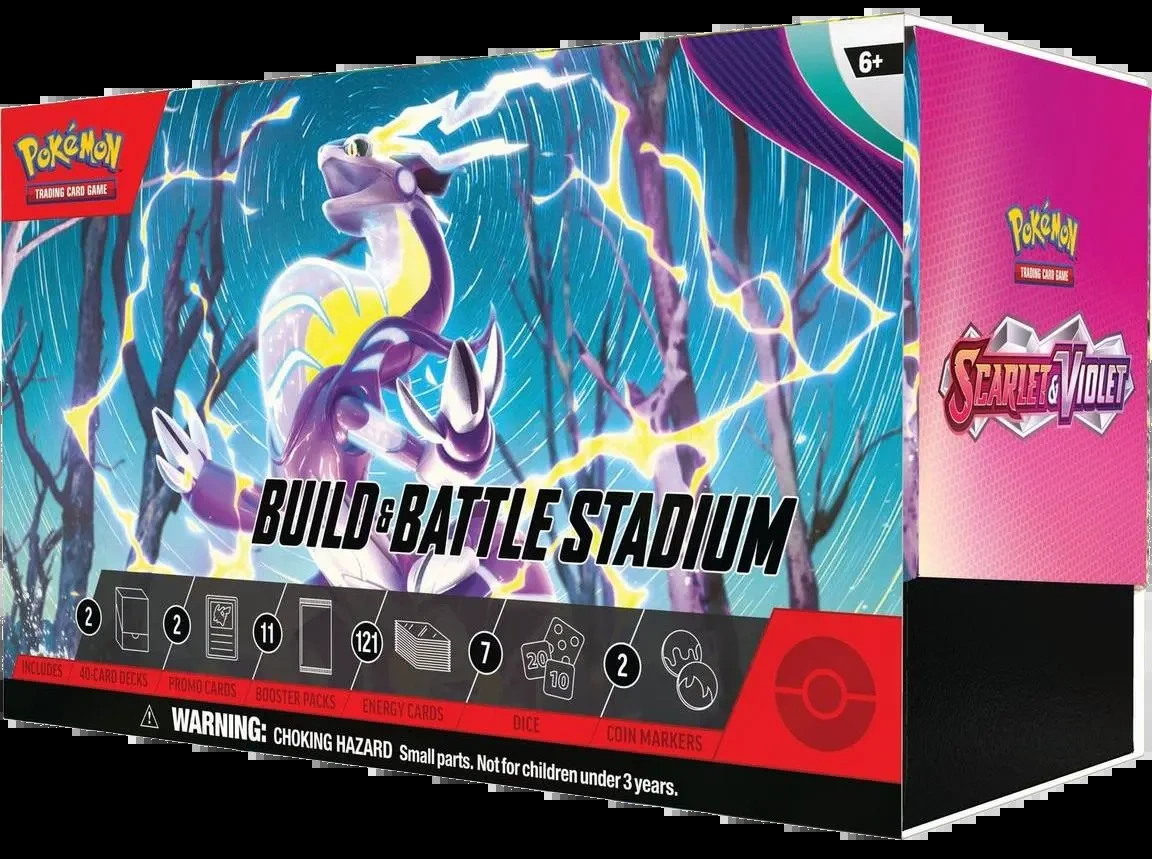 6+
POKéMON
TRADING CARD GAME
POKéMON
TRADING CARD GAME
SCARLET & VIOLET
BUILD & BATTLE STADIUM
2 2 11 121 7 20 10 2
INCLUDES 40-CARD DECKS PROMO CARDS BOOSTER PACKS ENERGY CARDS DICE COIN MARKERS
WARNING: CHOKING HAZARD Small parts. Not for children under 3 years.